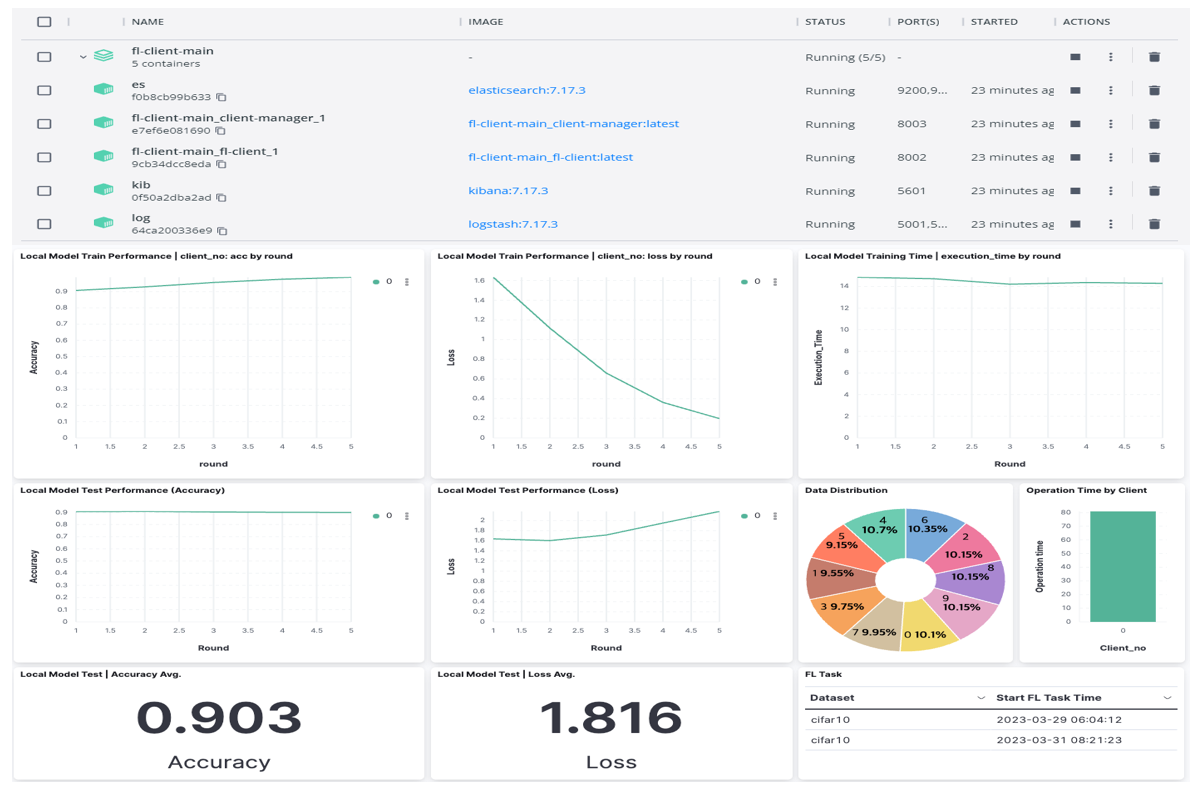 NAME IMAGE STATUS PORT(S) STARTED ACTIONS
fl-client-main - Running (5/5) -
5 containers
es elasticsearch:7.17.3 Running 9200,9... 23 minutes ag
f0b8cb99b633
fl-client-main_client-manager_1 fl-client-main_client-manager:latest Running 8003 23 minutes ag
e7ef6e081690
fl-client-main_fl-client_1 fl-client-main_fl-client:latest Running 8002 23 minutes ag
9cb34dcc8eda
kib kibana:7.17.3 Running 5601 23 minutes ag
0f50a2dba2ad
log logstash:7.17.3 Running 5001,5... 23 minutes ag
64ca200336e9
Local Model Train Performance | client_no: acc by round
0
Accuracy
0.9
0.8
0.7
0.6
0.5
0.4
0.3
0.2
0.1
0
1 1.5 2 2.5 3 3.5 4 4.5 5
round
Local Model Train Performance | client_no: loss by round
0
Loss
1.6
1.4
1.2
1
0.8
0.6
0.4
0.2
0
1 1.5 2 2.5 3 3.5 4 4.5 5
round
Local Model Training Time | execution_time by round
Execution_Time
14
12
10
8
6
4
2
0
1 1.5 2 2.5 3 3.5 4 4.5 5
Round
Local Model Test Performance (Accuracy)
0
Accuracy
0.9
0.8
0.7
0.6
0.5
0.4
0.3
0.2
0.1
0
1 1.5 2 2.5 3 3.5 4 4.5 5
Round
Local Model Test Performance (Loss)
0
Loss
2
1.8
1.6
1.4
1.2
1
0.8
0.6
0.4
0.2
0
1 1.5 2 2.5 3 3.5 4 4.5 5
Round
Data Distribution
6
10.35%
2
10.15%
8
10.15%
9
10.15%
0 10.1%
7 9.95%
3 9.75%
1 9.55%
5
9.15%
4
10.7%
Operation Time by Client
Operation time
80
70
60
50
40
30
20
10
0
0
Client_no
Local Model Test | Accuracy Avg.
0.903
Accuracy
Local Model Test | Loss Avg.
1.816
Loss
FL Task
Dataset Start FL Task Time
cifar10 2023-03-29 06:04:12
cifar10 2023-03-31 08:21:23